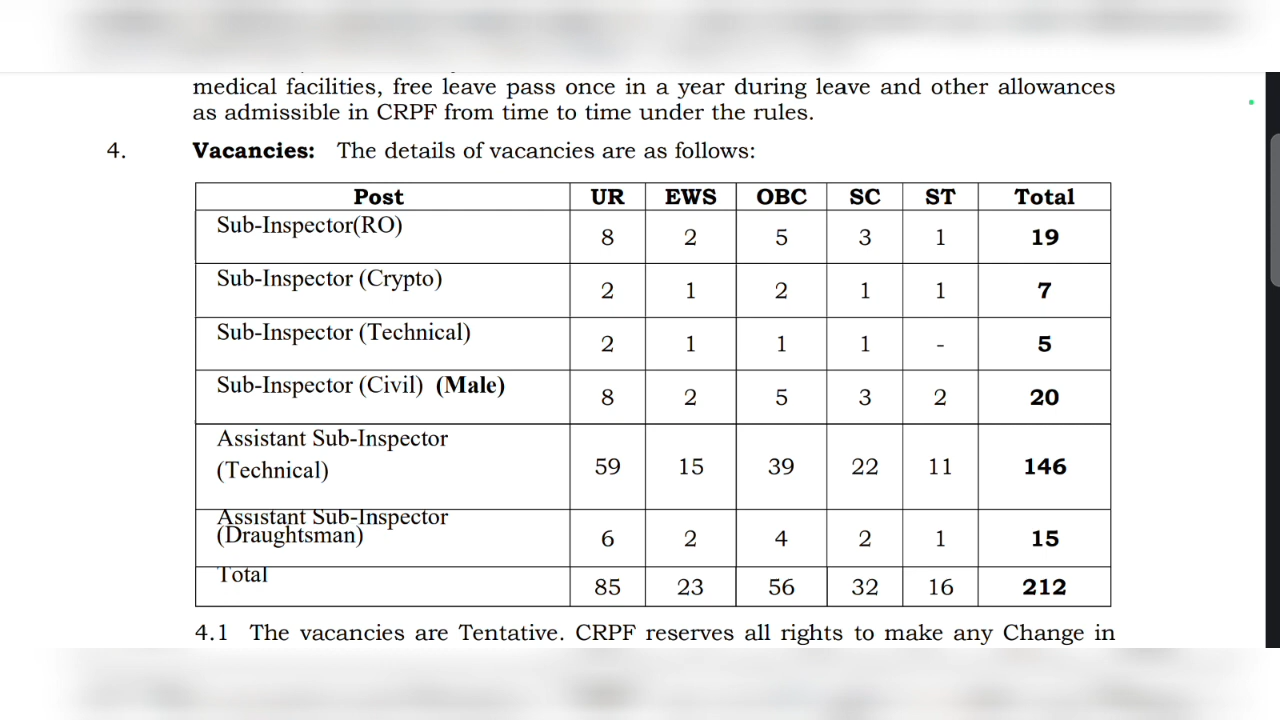 medical facilities, free leave pass once in a year during leave and other allowances
as admissible in CRPF from time to time under the rules.
4. Vacancies: The details of vacancies are as follows:
Post UR EWS OBC SC ST Total
Sub-Inspector(RO) 8 2 5 3 1 19
Sub-Inspector (Crypto) 2 1 2 1 1 7
Sub-Inspector (Technical) 2 1 1 1 - 5
Sub-Inspector (Civil) (Male) 8 2 5 3 2 20
Assistant Sub-Inspector
(Technical) 59 15 39 22 11 146
Assistant Sub-Inspector
(Draughtsman) 6 2 4 2 1 15
Total 85 23 56 32 16 212
4.1 The vacancies are Tentative. CRPF reserves all rights to make any Change in